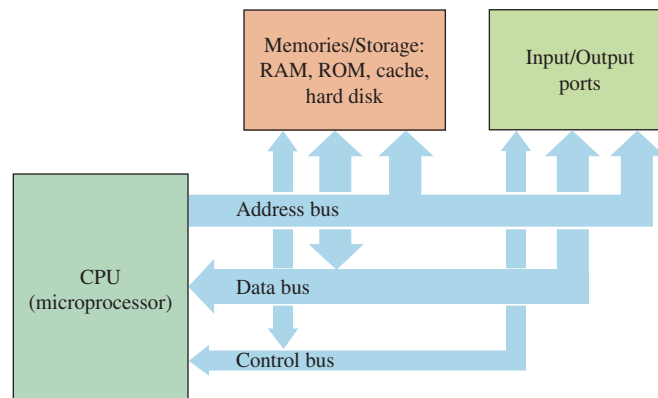 Memories/Storage:
RAM, ROM, cache,
hard disk
Input/Output
ports
Address bus
CPU
(microprocessor)
Data bus
Control bus